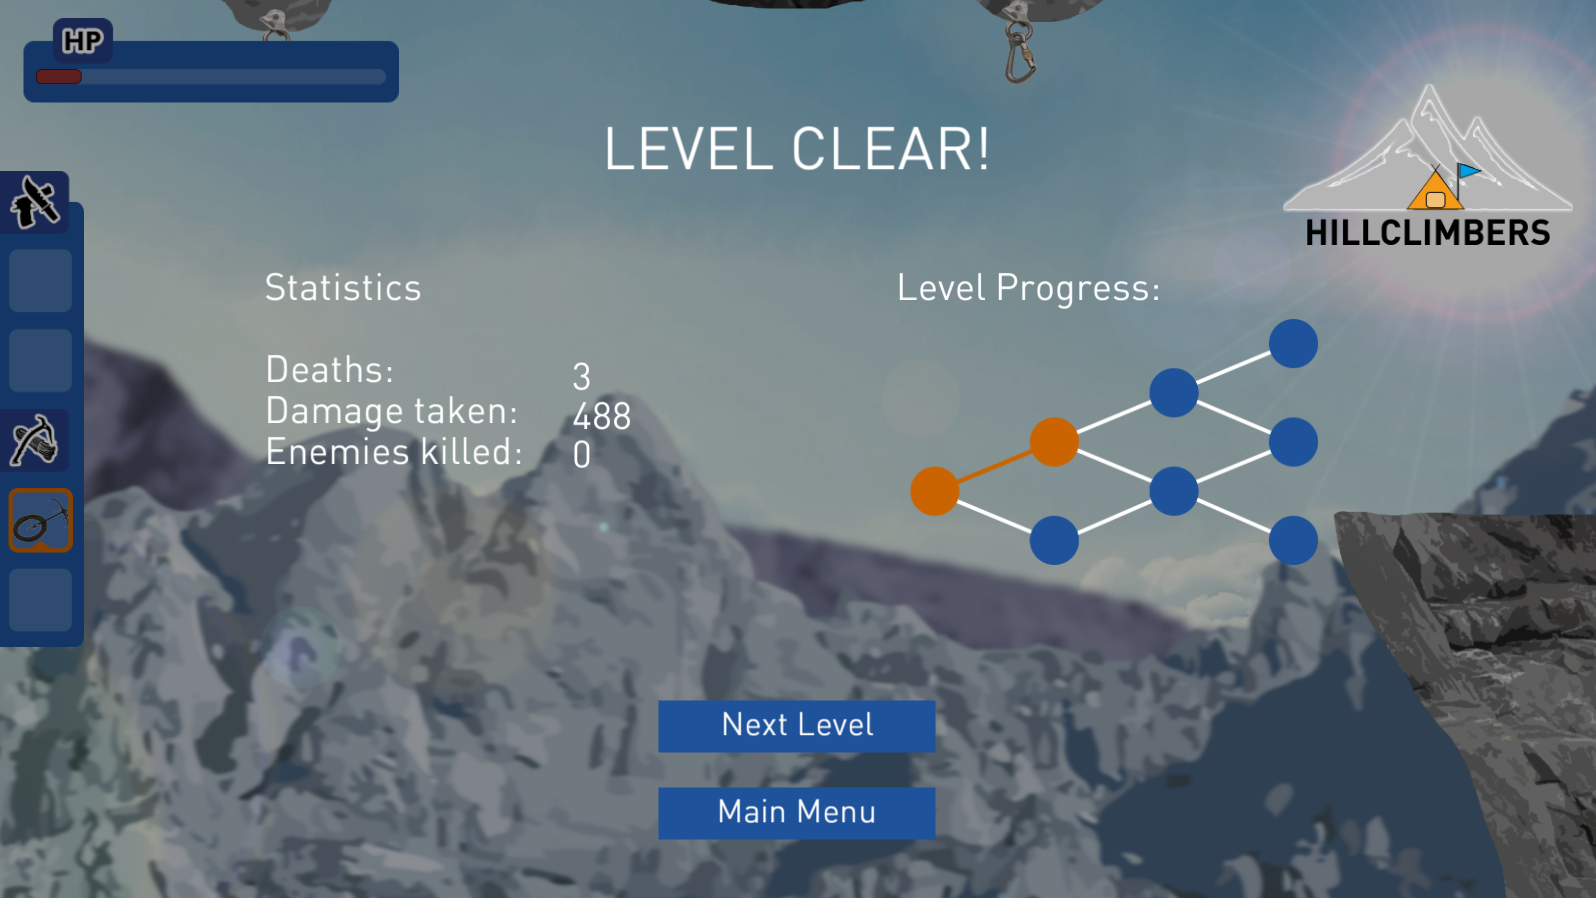 HP
LEVEL CLEAR!
HILLCLIMBERS
Statistics
Level Progress:
Deaths: 3
Damage taken: 488
Enemies killed: 0
Next Level
Main Menu